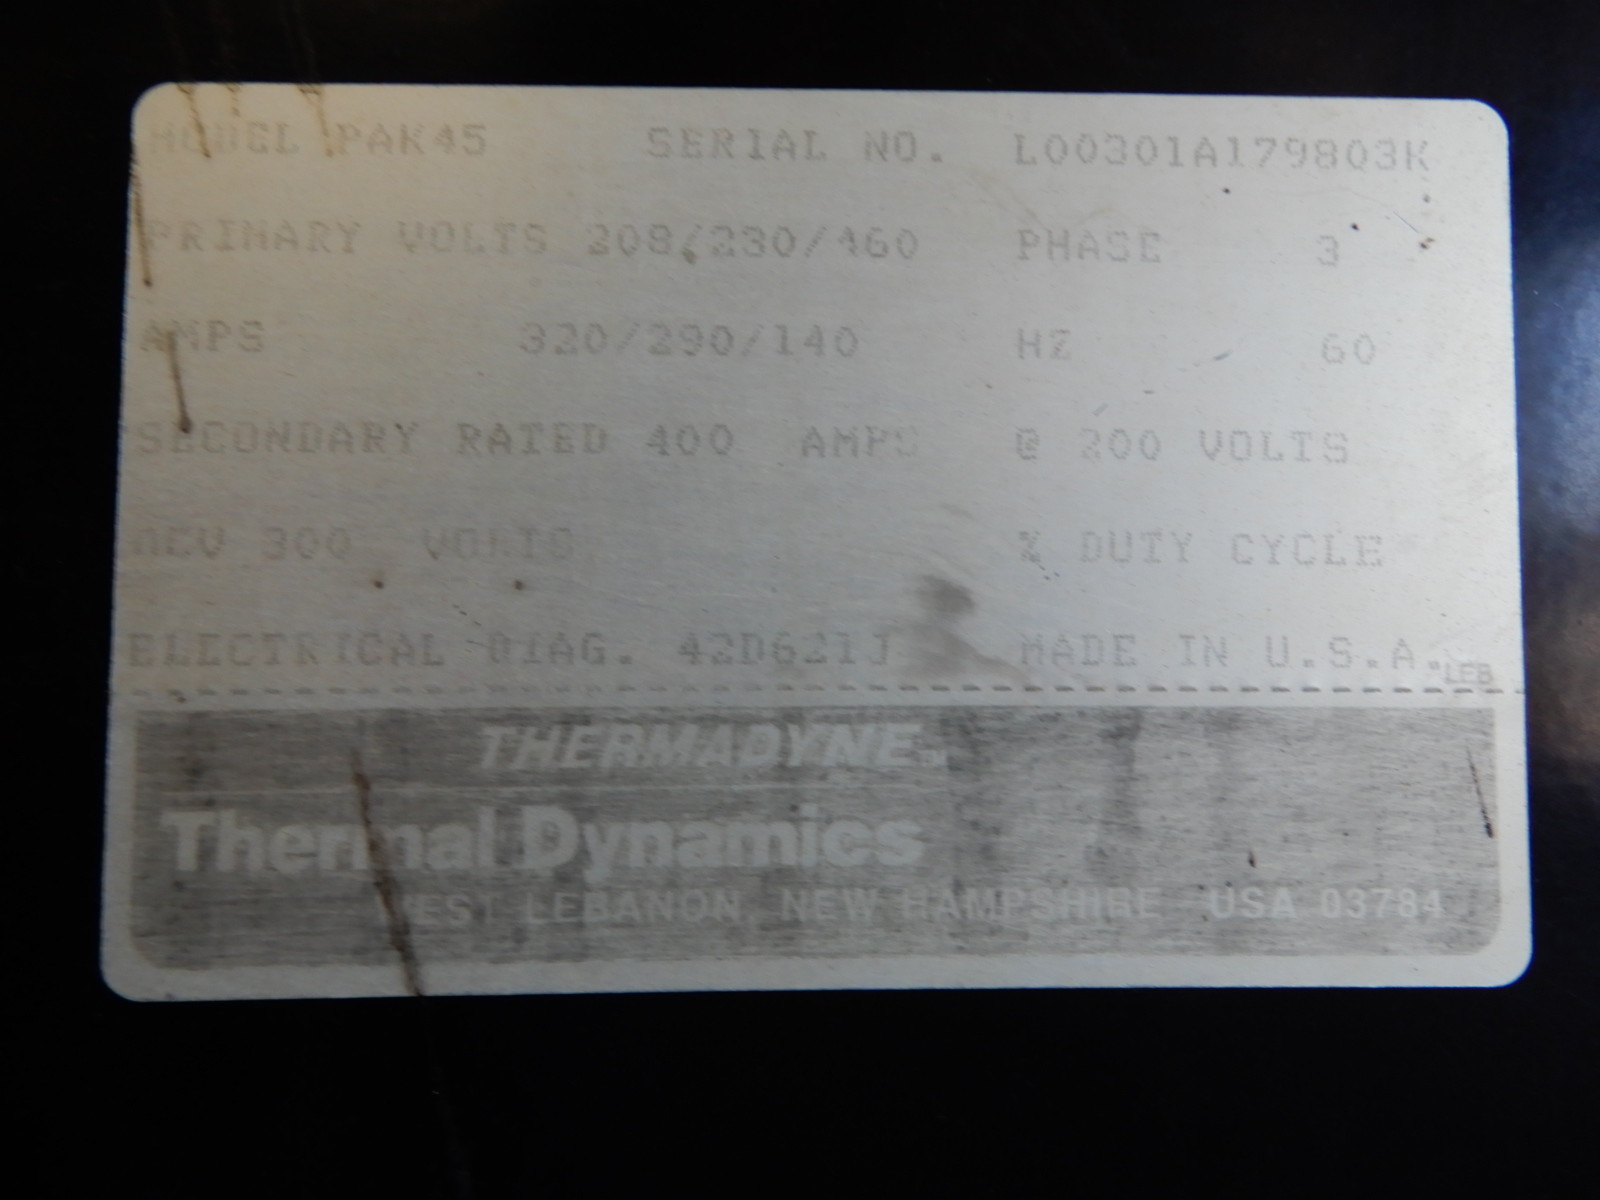 MODEL PAK45 SERIAL NO. L00301A179803K
PRIMARY VOLTS 208/230/460 PHASE 3
AMPS 320/290/140 HZ 60
SECONDARY RATED 400 AMPS @ 200 VOLTS
OCV 300 VOLTS % DUTY CYCLE
ELECTRICAL DIAG. 42D621J MADE IN U.S.A.
LEB
THERMADYNE™
Thermal Dynamics
WEST LEBANON, NEW HAMPSHIRE USA 03784